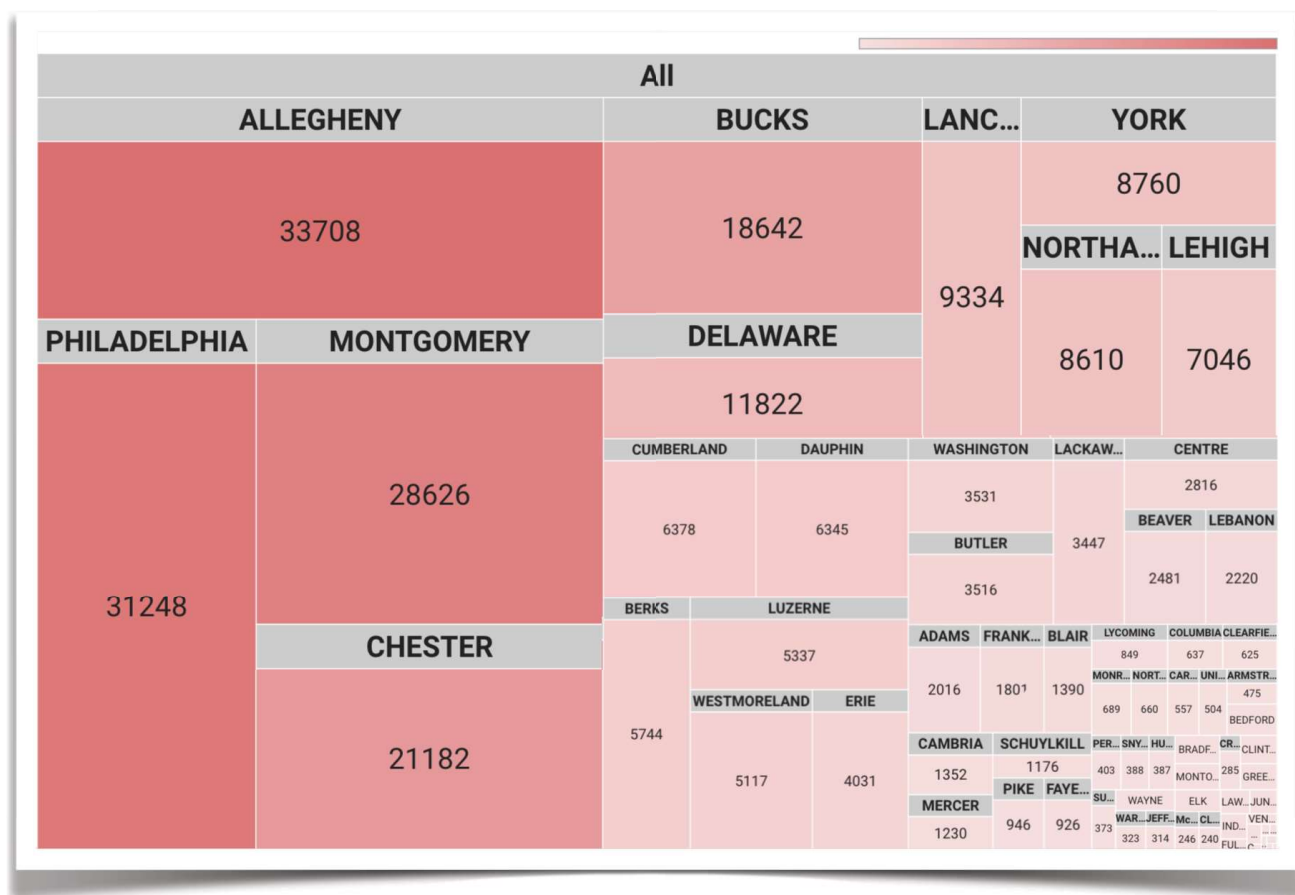 All
ALLEGHENY
33708
PHILADELPHIA
31248
MONTGOMERY
28626
CHESTER
21182
BUCKS
18642
DELAWARE
11822
LANC...
9334
YORK
8760
NORTHA...
8610
LEHIGH
7046
CUMBERLAND
6378
DAUPHIN
6345
BERKS
5744
LUZERNE
5337
WESTMORELAND
5117
ERIE
4031
WASHINGTON
3531
BUTLER
3516
LACKAW...
3447
CENTRE
2816
BEAVER
2481
LEBANON
2220
ADAMS
2016
FRANK...
1801
BLAIR
1390
CAMBRIA
1352
MERCER
1230
SCHUYLKILL
1176
PIKE
946
FAYE...
926
LYCOMING
849
COLUMBIA
637
CLEARFIE...
625
MONR...
689
NORT...
660
CAR...
557
UNI...
504
ARMSTR...
475
BEDFORD
PER...
403
SNY...
388
HU...
387
BRADF...
MONTO...
CR...
285
CLINT...
GREE...
SU...
373
WAYNE
ELK
LAW...
JUN...
WAR...
323
JEFF...
314
Mc...
246
CL...
240
IND...
FUL...
VEN...
...
C...